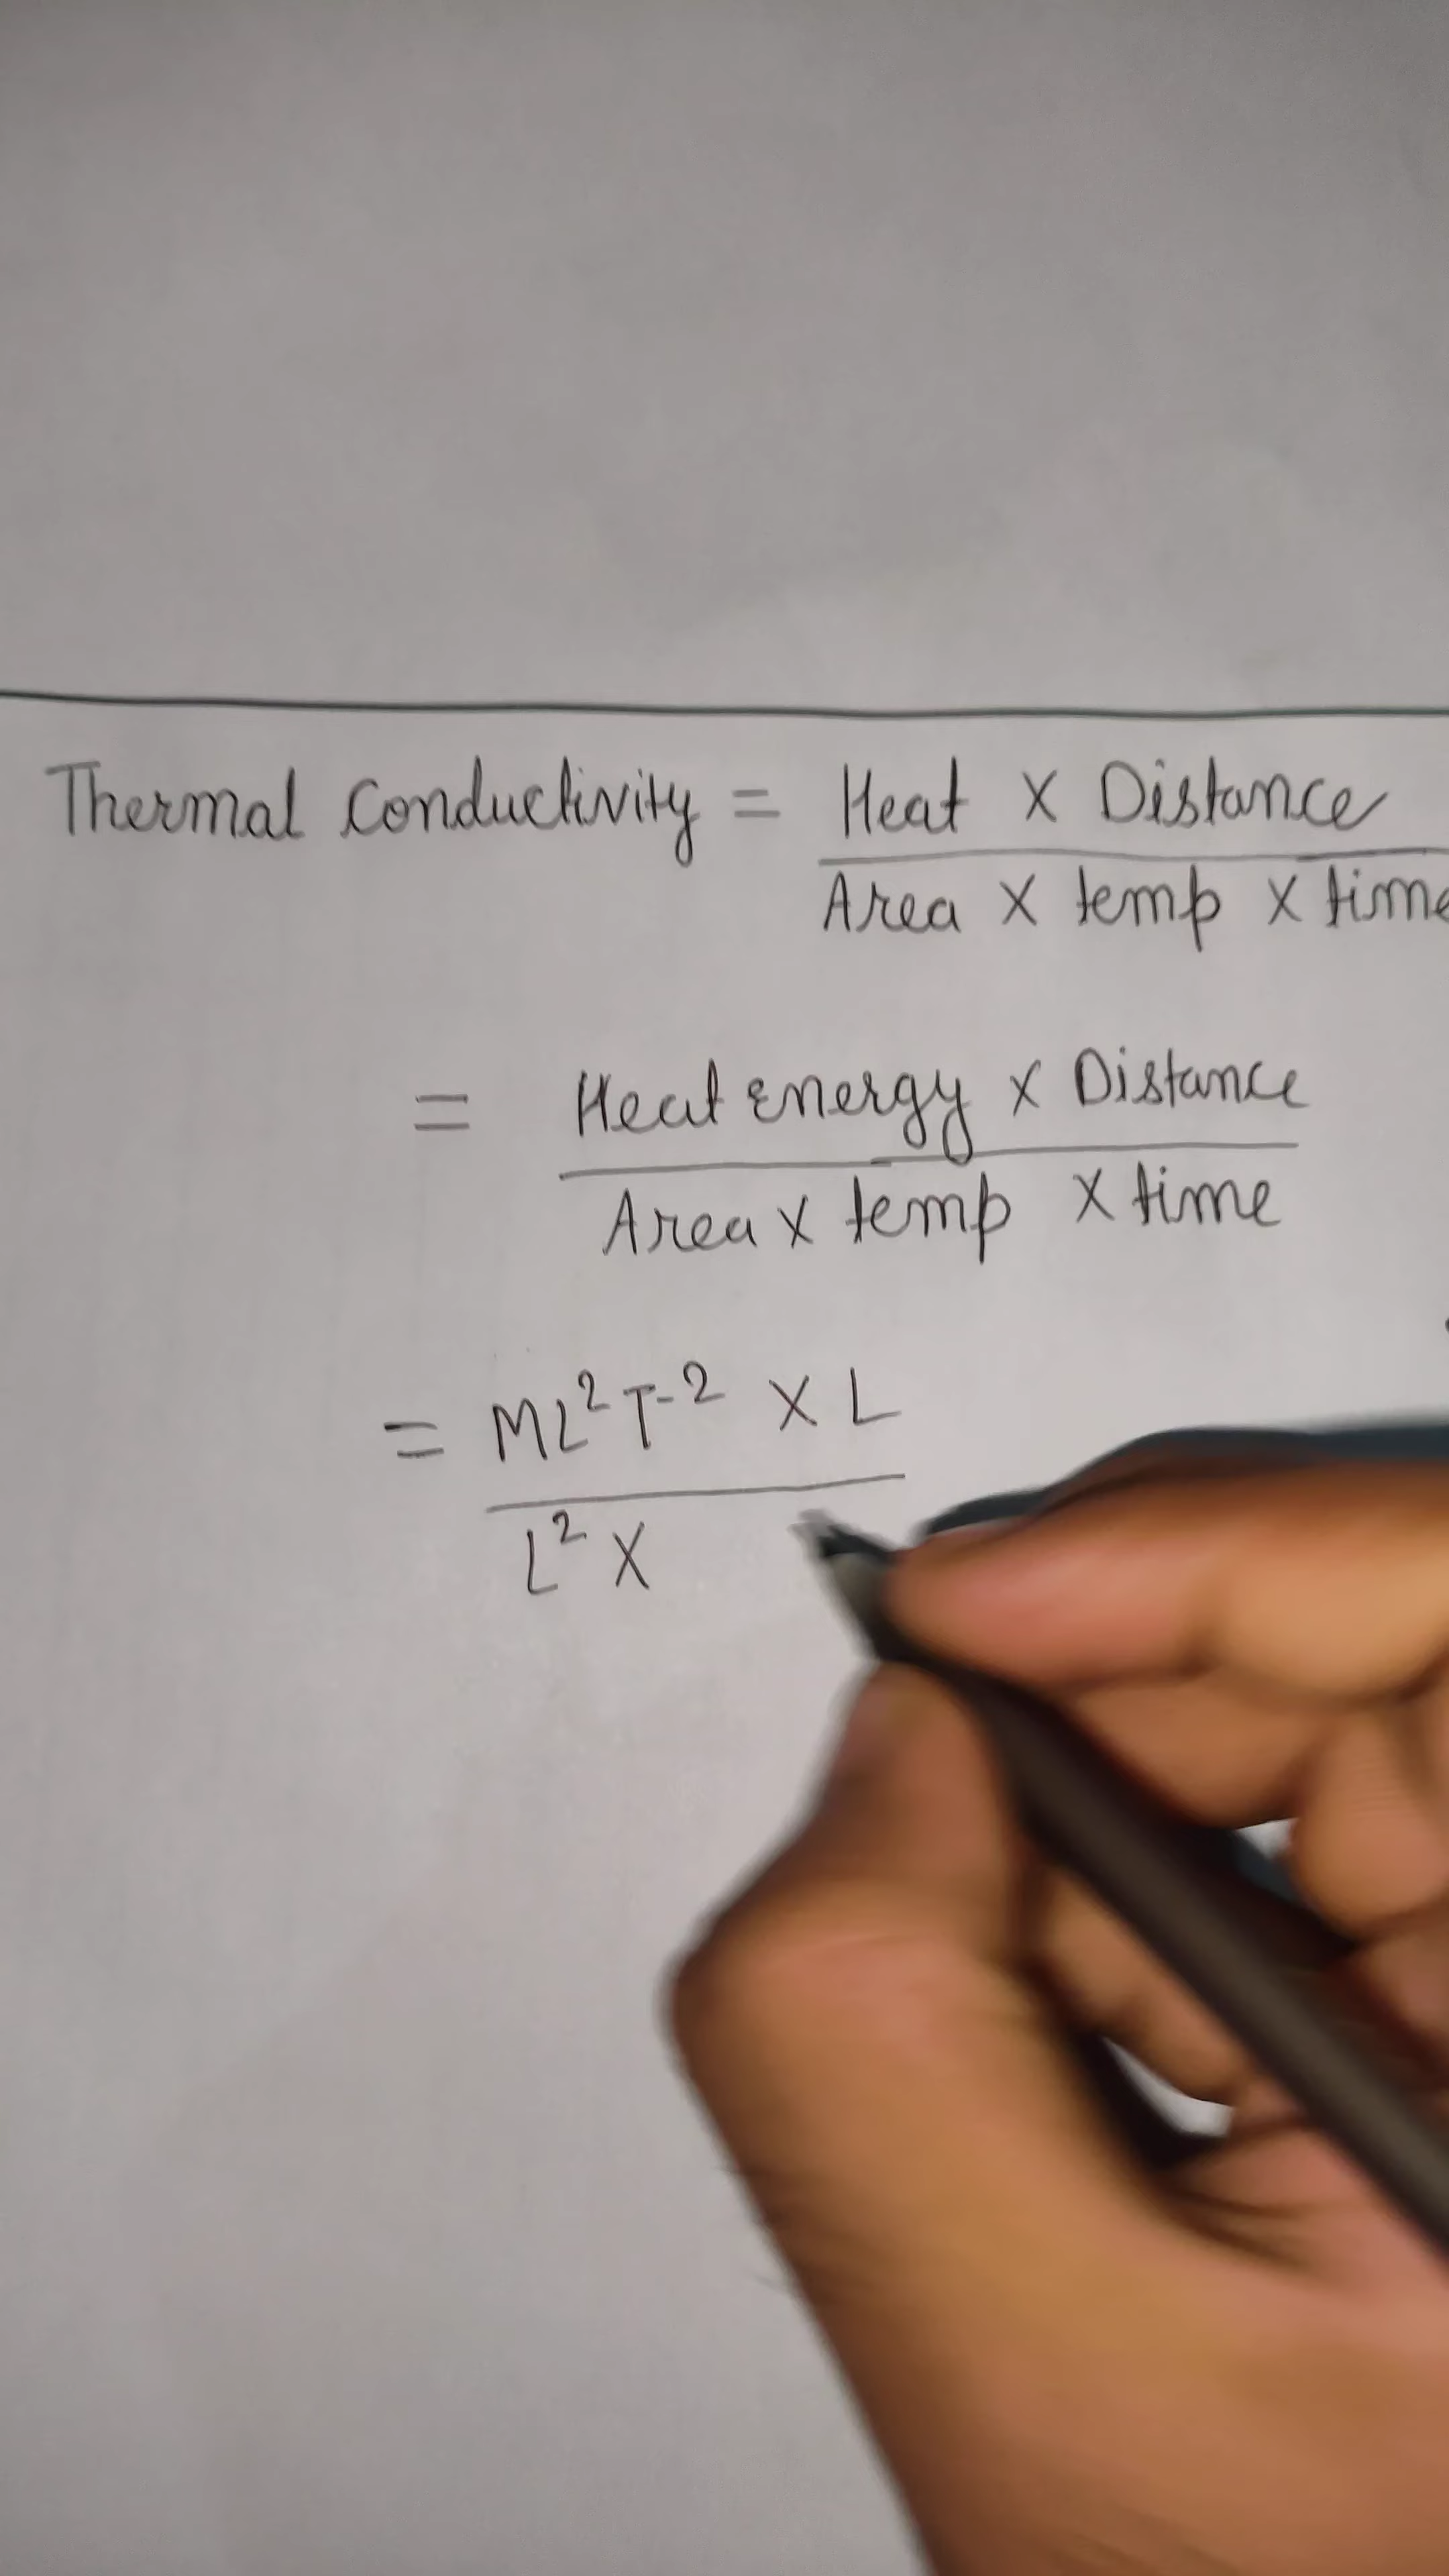 Thermal Conductivity = Heat X Distance
Area X temp X time
= Heat Energy X Distance
Area X temp X time
= ML²T-² X L
L² X